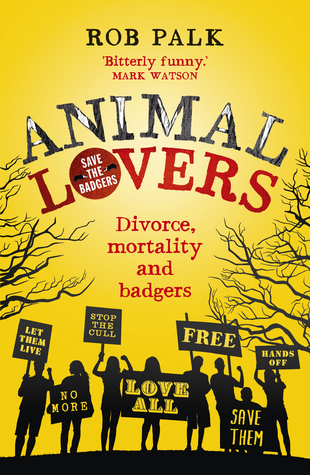 ROB PALK
'Bitterly funny.'
MARK WATSON
ANIMAL
SAVE
THE
BADGERS
LOVERS
Divorce,
mortality
and
badgers
LET
THEM
LIVE
STOP
THE
CULL
NO
MORE
LOVE
ALL
FREE
SAVE
THEM
HANDS
OFF